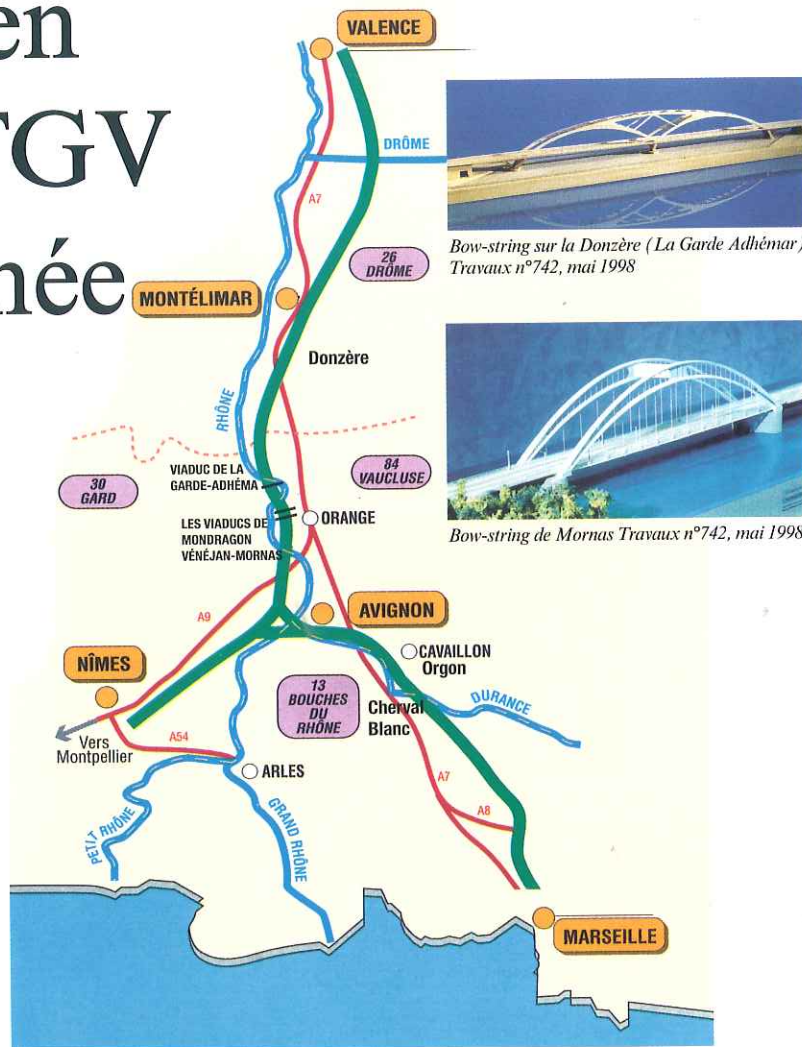 en
TGV
née
VALENCE
DRÔME
A7
26
DRÔME
MONTÉLIMAR
Donzère
RHÔNE
VIADUC DE LA
GARDE-ADHÉMA
30
GARD
84
VAUCLUSE
LES VIADUCS DE
MONDRAGON
VÉNÉJAN-MORNAS
ORANGE
A9
AVIGNON
NÎMES
CAVAILLON
Orgon
13
BOUCHES
DU
RHÔNE
Cherval
Blanc
DURANCE
Vers
Montpellier
A54
ARLES
A7
A8
PETIT RHÔNE
GRAND RHÔNE
MARSEILLE
Bow-string sur la Donzère (La Garde Adhémar)
Travaux n°742, mai 1998
Bow-string de Mornas Travaux n°742, mai 1998